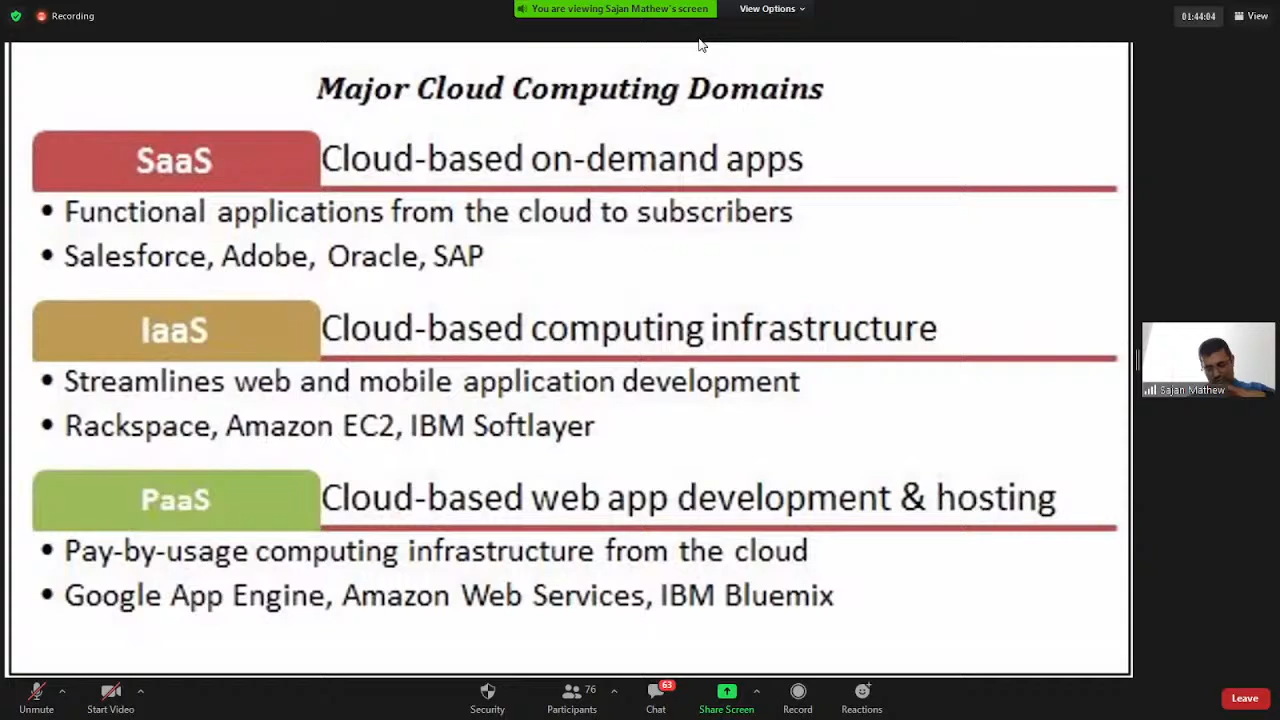 Recording
You are viewing Sajan Mathew's screen
View Options
01:44:04
View
Major Cloud Computing Domains
SaaS
Cloud-based on-demand apps
• Functional applications from the cloud to subscribers
• Salesforce, Adobe, Oracle, SAP
IaaS
Cloud-based computing infrastructure
• Streamlines web and mobile application development
• Rackspace, Amazon EC2, IBM Softlayer
PaaS
Cloud-based web app development & hosting
• Pay-by-usage computing infrastructure from the cloud
• Google App Engine, Amazon Web Services, IBM Bluemix
Sajan Mathew
Unmute
Start Video
Security
76
Participants
63
Chat
Share Screen
Record
Reactions
Leave